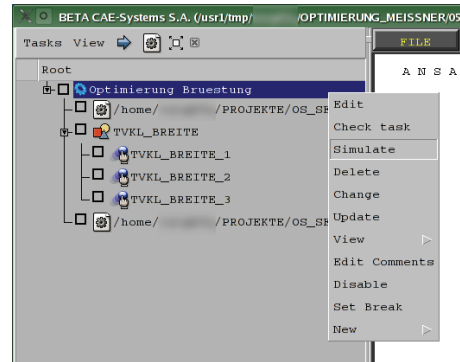 BETA CAE-Systems S.A. (/usr1/tmp/ /OPTIMIERUNG_MEISSNER/05
Tasks View
FILE
Root
A N S A
Optimierung Bruestung
/home/ /PROJEKTE/OS_SE
TVKL_BREITE
TVKL_BREITE_1
TVKL_BREITE_2
TVKL_BREITE_3
/home/ /PROJEKTE/OS_SE
Edit
Check task
Simulate
Delete
Change
Update
View
Edit Comments
Disable
Set Break
New